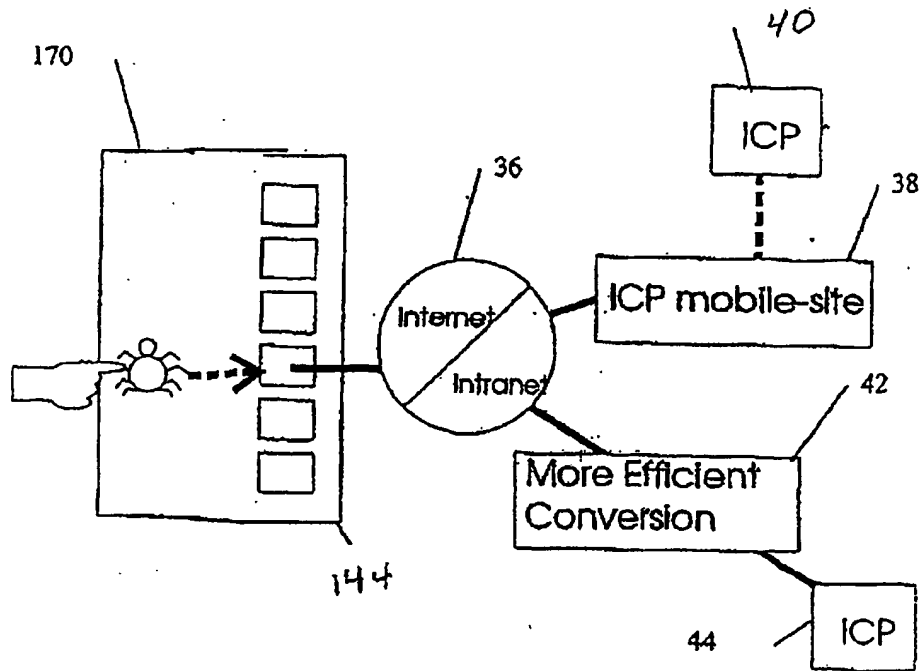 40
170
ICP
36
38
Internet
ICP mobile-site
Intranet
42
More Efficient
Conversion
144
44
ICP